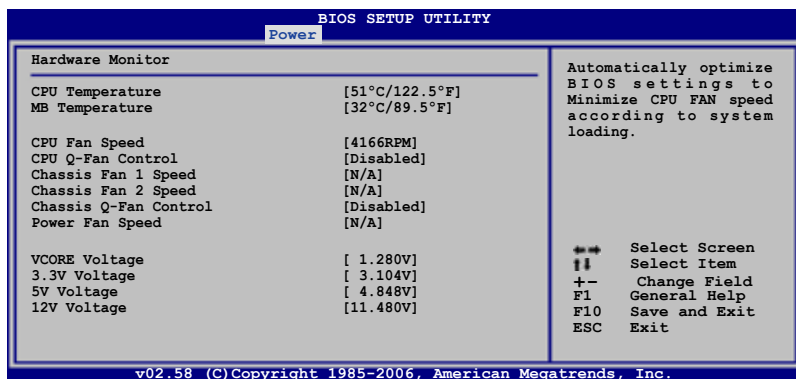 BIOS SETUP UTILITY
Power
Hardware Monitor
CPU Temperature [51°C/122.5°F]
MB Temperature [32°C/89.5°F]
CPU Fan Speed [4166RPM]
CPU Q-Fan Control [Disabled]
Chassis Fan 1 Speed [N/A]
Chassis Fan 2 Speed [N/A]
Chassis Q-Fan Control [Disabled]
Power Fan Speed [N/A]
VCORE Voltage [ 1.280V]
3.3V Voltage [ 3.104V]
5V Voltage [ 4.848V]
12V Voltage [11.480V]
Automatically optimize
BIOS settings to
Minimize CPU FAN speed
according to system
loading.
←→ Select Screen
↑↓ Select Item
+- Change Field
F1 General Help
F10 Save and Exit
ESC Exit
v02.58 (C)Copyright 1985-2006, American Megatrends, Inc.